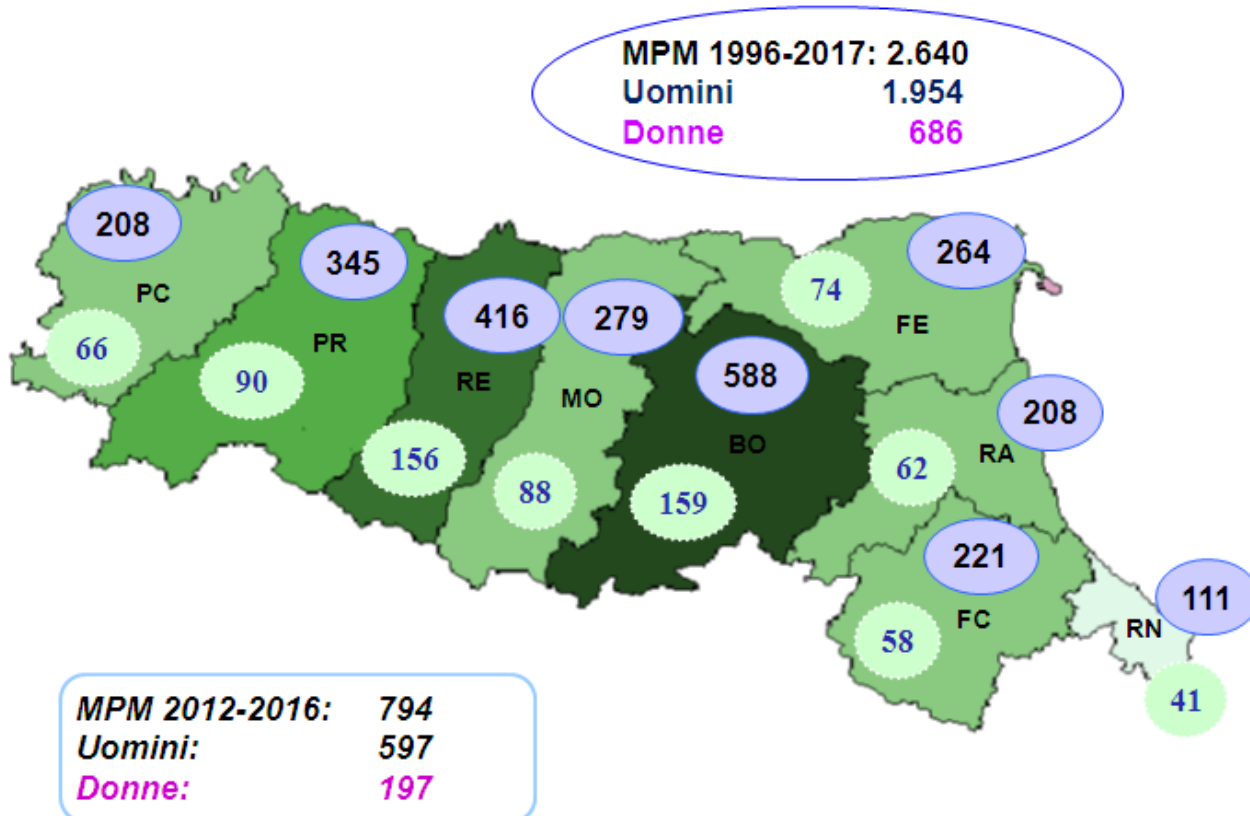 MPM 1996-2017: 2.640
Uomini 1.954
Donne 686
208
PC
66
345
PR
90
416
RE
156
279
MO
88
588
BO
159
264
74
FE
208
RA
62
221
FC
58
111
RN
41
MPM 2012-2016: 794
Uomini: 597
Donne: 197